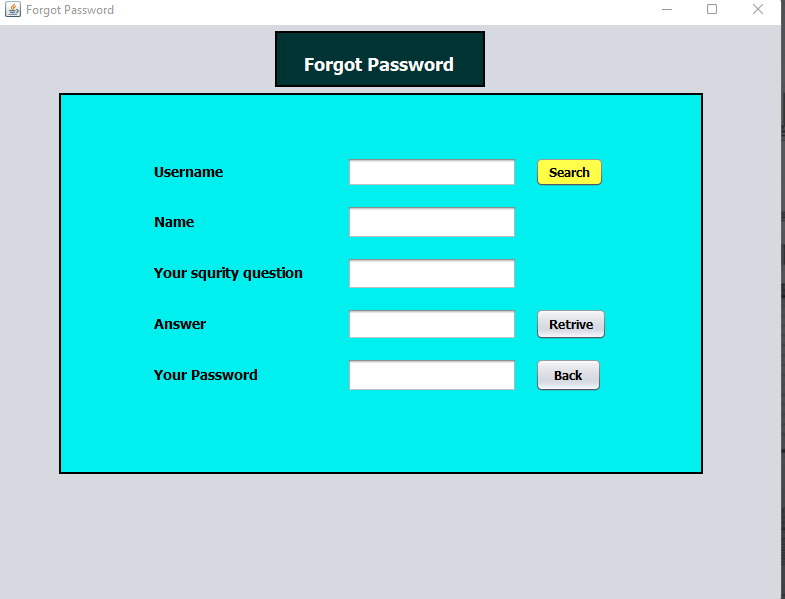 Forgot Password
Forgot Password
Username
Search
Name
Your squrity question
Answer
Retrive
Your Password
Back